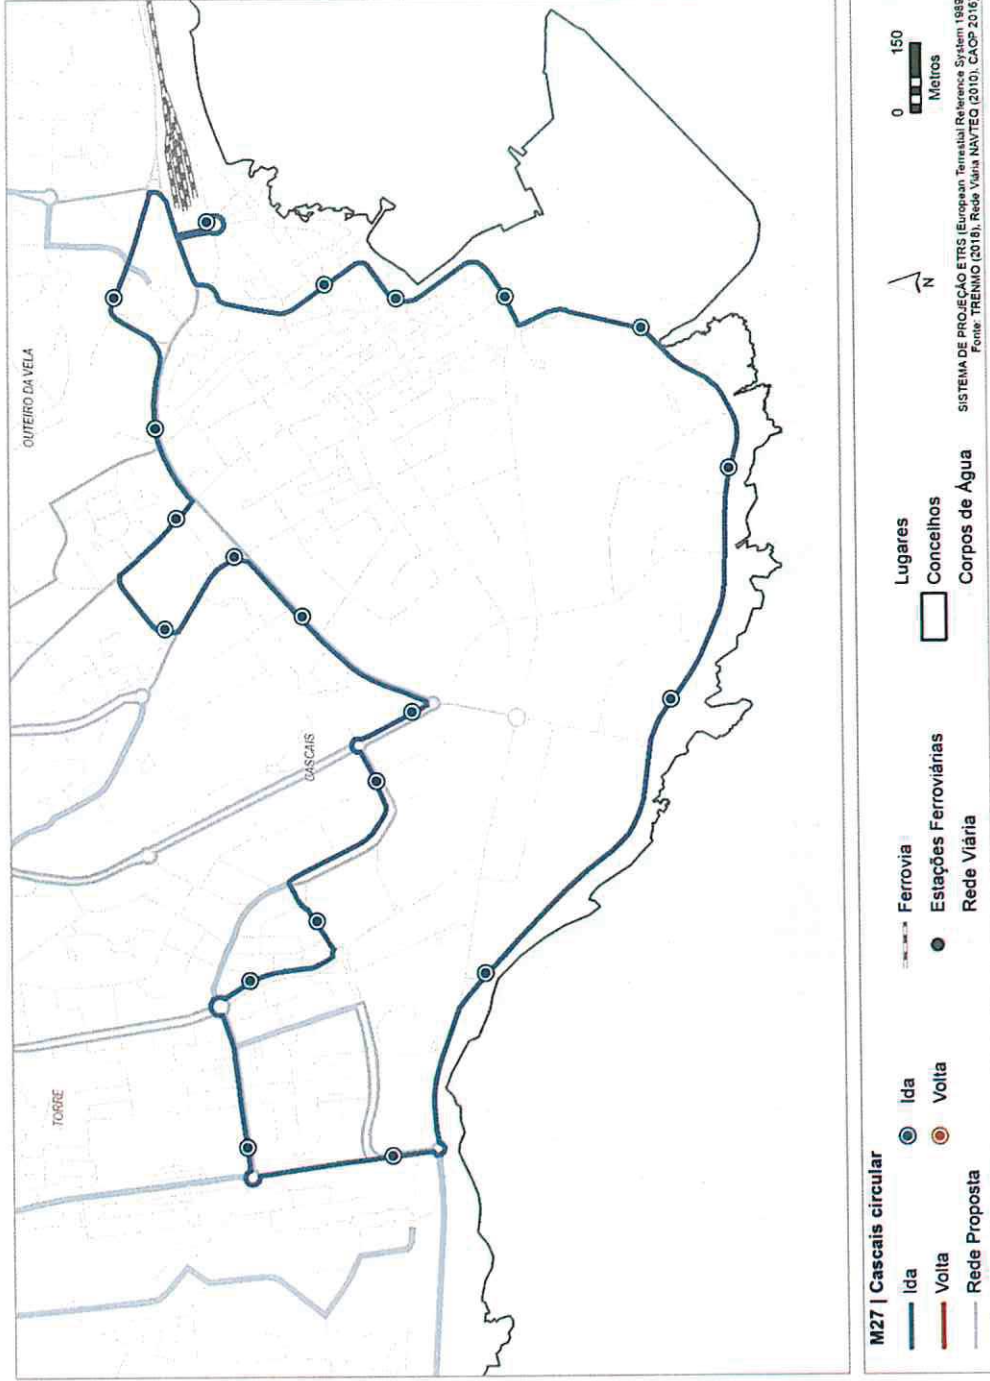 OUTEIRO DA VELA
CASCAIS
TORRE
M27 | Cascais circular
Ida
Volta
Rede Proposta
Ida
Volta
Ferrovia
Estações Ferroviárias
Rede Viária
Lugares
Concelhos
Corpos de Água
N
0 150
Metros
SISTEMA DE PROJEÇÃO ETRS (European Terrestrial Reference System 1989
Fonte: TRENMO (2018), Rede Viária NAVTEQ (2010), CAOP 2016